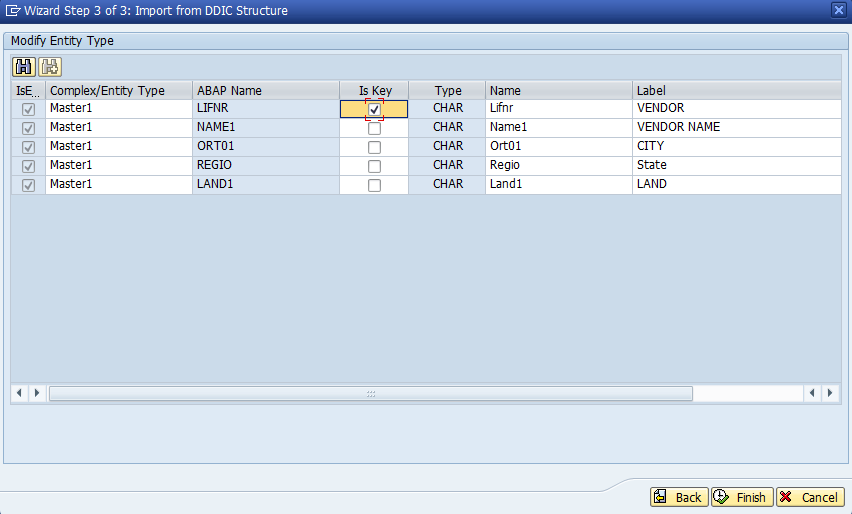 Wizard Step 3 of 3: Import from DDIC Structure
Modify Entity Type
IsE... Complex/Entity Type ABAP Name Is Key Type Name Label
Master1 LIFNR CHAR Lifnr VENDOR
Master1 NAME1 CHAR Name1 VENDOR NAME
Master1 ORT01 CHAR Ort01 CITY
Master1 REGIO CHAR Regio State
Master1 LAND1 CHAR Land1 LAND
Back Finish Cancel